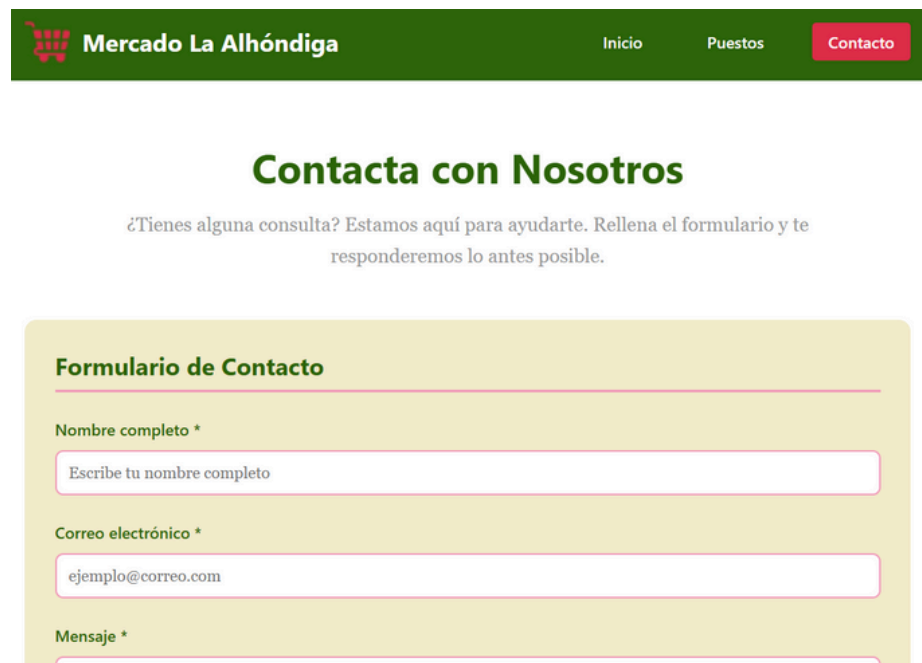 Mercado La Alhóndiga
Inicio
Puestos
Contacto
Contacta con Nosotros
¿Tienes alguna consulta? Estamos aquí para ayudarte. Rellena el formulario y te
responderemos lo antes posible.
Formulario de Contacto
Nombre completo *
Escribe tu nombre completo
Correo electrónico *
ejemplo@correo.com
Mensaje *